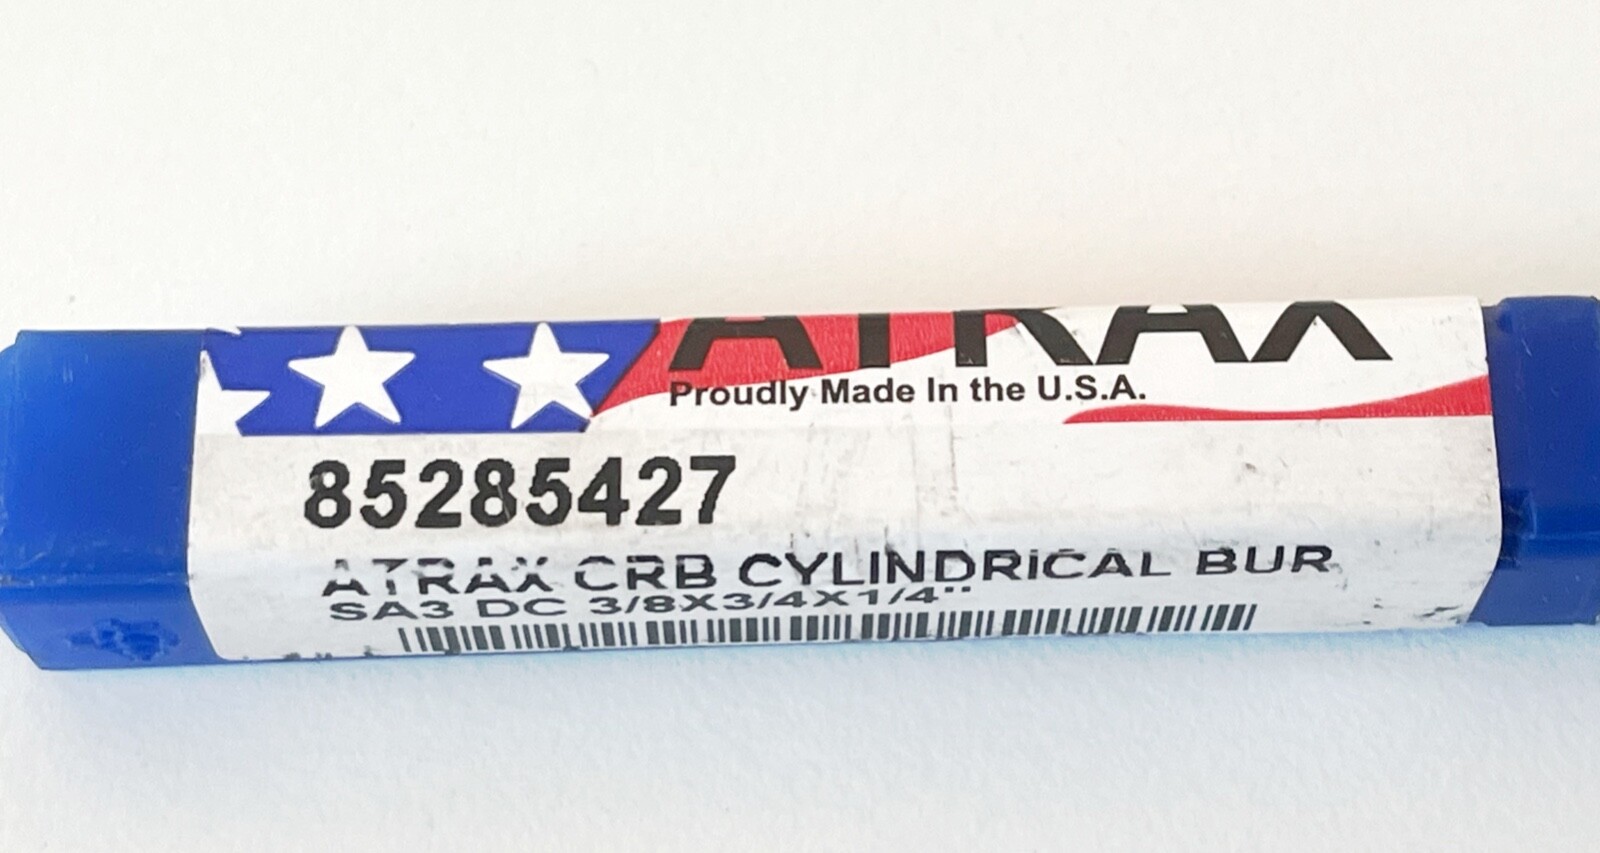 ATRAX
Proudly Made In the U.S.A.
85285427
ATRAX CRB CYLINDRICAL BUR
SA3 DC 3/8X3/4X1/4"